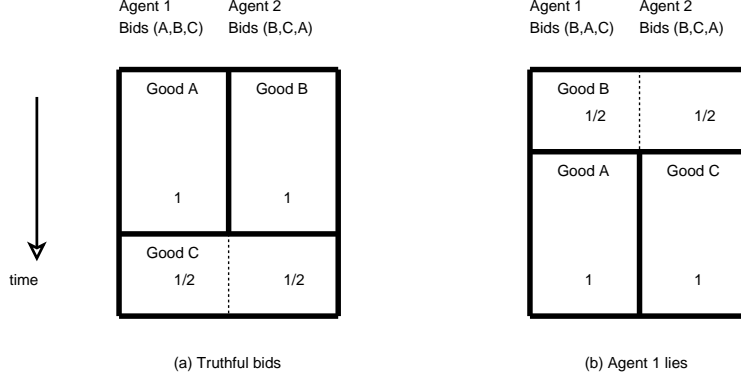 Agent 1 Agent 2
Bids (A,B,C) Bids (B,C,A)
Good A Good B
1 1
Good C
1/2 1/2
time
(a) Truthful bids
Agent 1 Agent 2
Bids (B,A,C) Bids (B,C,A)
Good B
1/2 1/2
Good A Good C
1 1
(b) Agent 1 lies